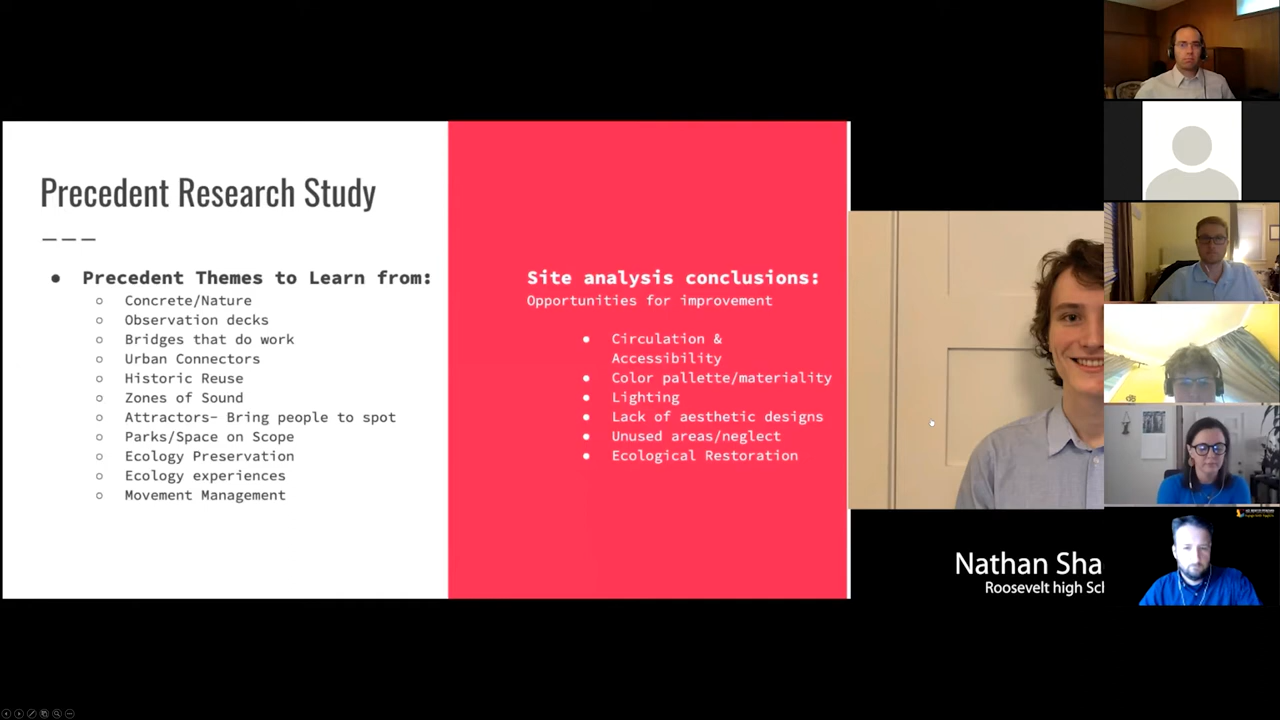 Precedent Research Study
● Precedent Themes to Learn from:
○ Concrete/Nature
○ Observation decks
○ Bridges that do work
○ Urban Connectors
○ Historic Reuse
○ Zones of Sound
○ Attractors- Bring people to spot
○ Parks/Space on Scope
○ Ecology Preservation
○ Ecology experiences
○ Movement Management
Site analysis conclusions:
Opportunities for improvement
● Circulation &
Accessibility
● Color pallette/materiality
● Lighting
● Lack of aesthetic designs
● Unused areas/neglect
● Ecological Restoration
Nathan Sha
Roosevelt high Scl